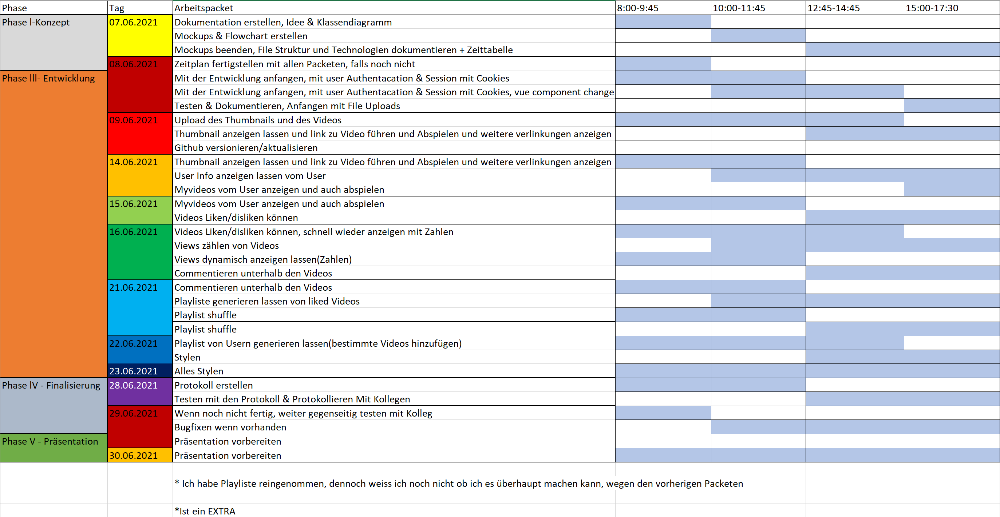 Phase Tag Arbeitspacket 8:00-9:45 10:00-11:45 12:45-14:45 15:00-17:30
Phase l-Konzept 07.06.2021 Dokumentation erstellen, Idee & Klassendiagramm
Mockups & Flowchart erstellen
Mockups beenden, File Struktur und Technologien dokumentieren + Zeittabelle
08.06.2021 Zeitplan fertigstellen mit allen Packeten, falls noch nicht
Phase lll- Entwicklung Mit der Entwicklung anfangen, mit user Authentacation & Session mit Cookies
Mit der Entwicklung anfangen, mit user Authentacation & Session mit Cookies, vue component change
Testen & Dokumentieren, Anfangen mit File Uploads
09.06.2021 Upload des Thumbnails und des Videos
Thumbnail anzeigen lassen und link zu Video führen und Abspielen und weitere verlinkungen anzeigen
Github versionieren/aktualisieren
14.06.2021 Thumbnail anzeigen lassen und link zu Video führen und Abspielen und weitere verlinkungen anzeigen
User Info anzeigen lassen vom User
Myvideos vom User anzeigen und auch abspielen
15.06.2021 Myvideos vom User anzeigen und auch abspielen
Videos Liken/disliken können
16.06.2021 Videos Liken/disliken können, schnell wieder anzeigen mit Zahlen
Views zählen von Videos
Views dynamisch anzeigen lassen(Zahlen)
Commentieren unterhalb den Videos
21.06.2021 Commentieren unterhalb den Videos
Playliste generieren lassen von liked Videos
Playlist shuffle
Playlist shuffle
22.06.2021 Playlist von Usern generieren lassen(bestimmte Videos hinzufügen)
Stylen
23.06.2021 Alles Stylen
Phase lV - Finalisierung 28.06.2021 Protokoll erstellen
Testen mit den Protokoll & Protokollieren Mit Kollegen
29.06.2021 Wenn noch nicht fertig, weiter gegenseitig testen mit Kolleg
Bugfixen wenn vorhanden
Phase V - Präsentation Präsentation vorbereiten
30.06.2021 Präsentation vorbereiten
* Ich habe Playliste reingenommen, dennoch weiss ich noch nicht ob ich es überhaupt machen kann, wegen den vorherigen Packeten
*Ist ein EXTRA